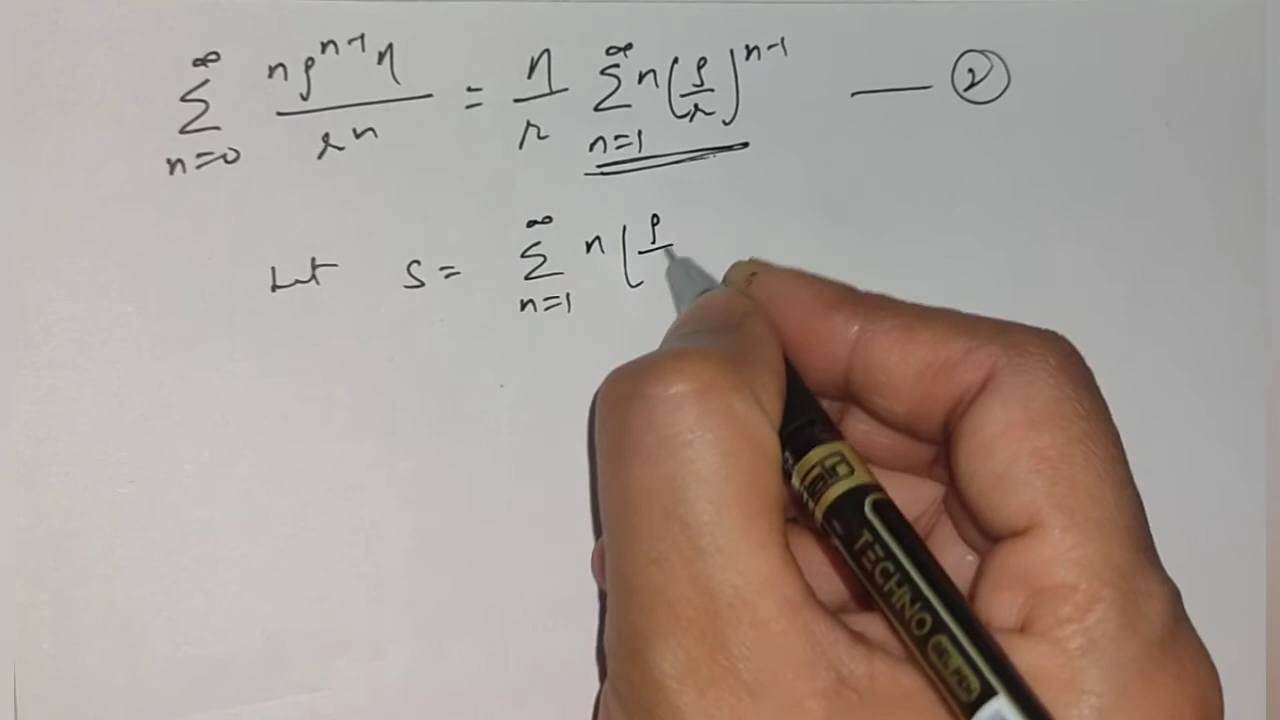 ∞ ∑ n=0 nρ^{n-1}η / r^n = η/r ∞ ∑ n=1 n(ρ/r)^{n-1} — ②
Let S = ∞ ∑ n=1 n(ρ
TECHNO